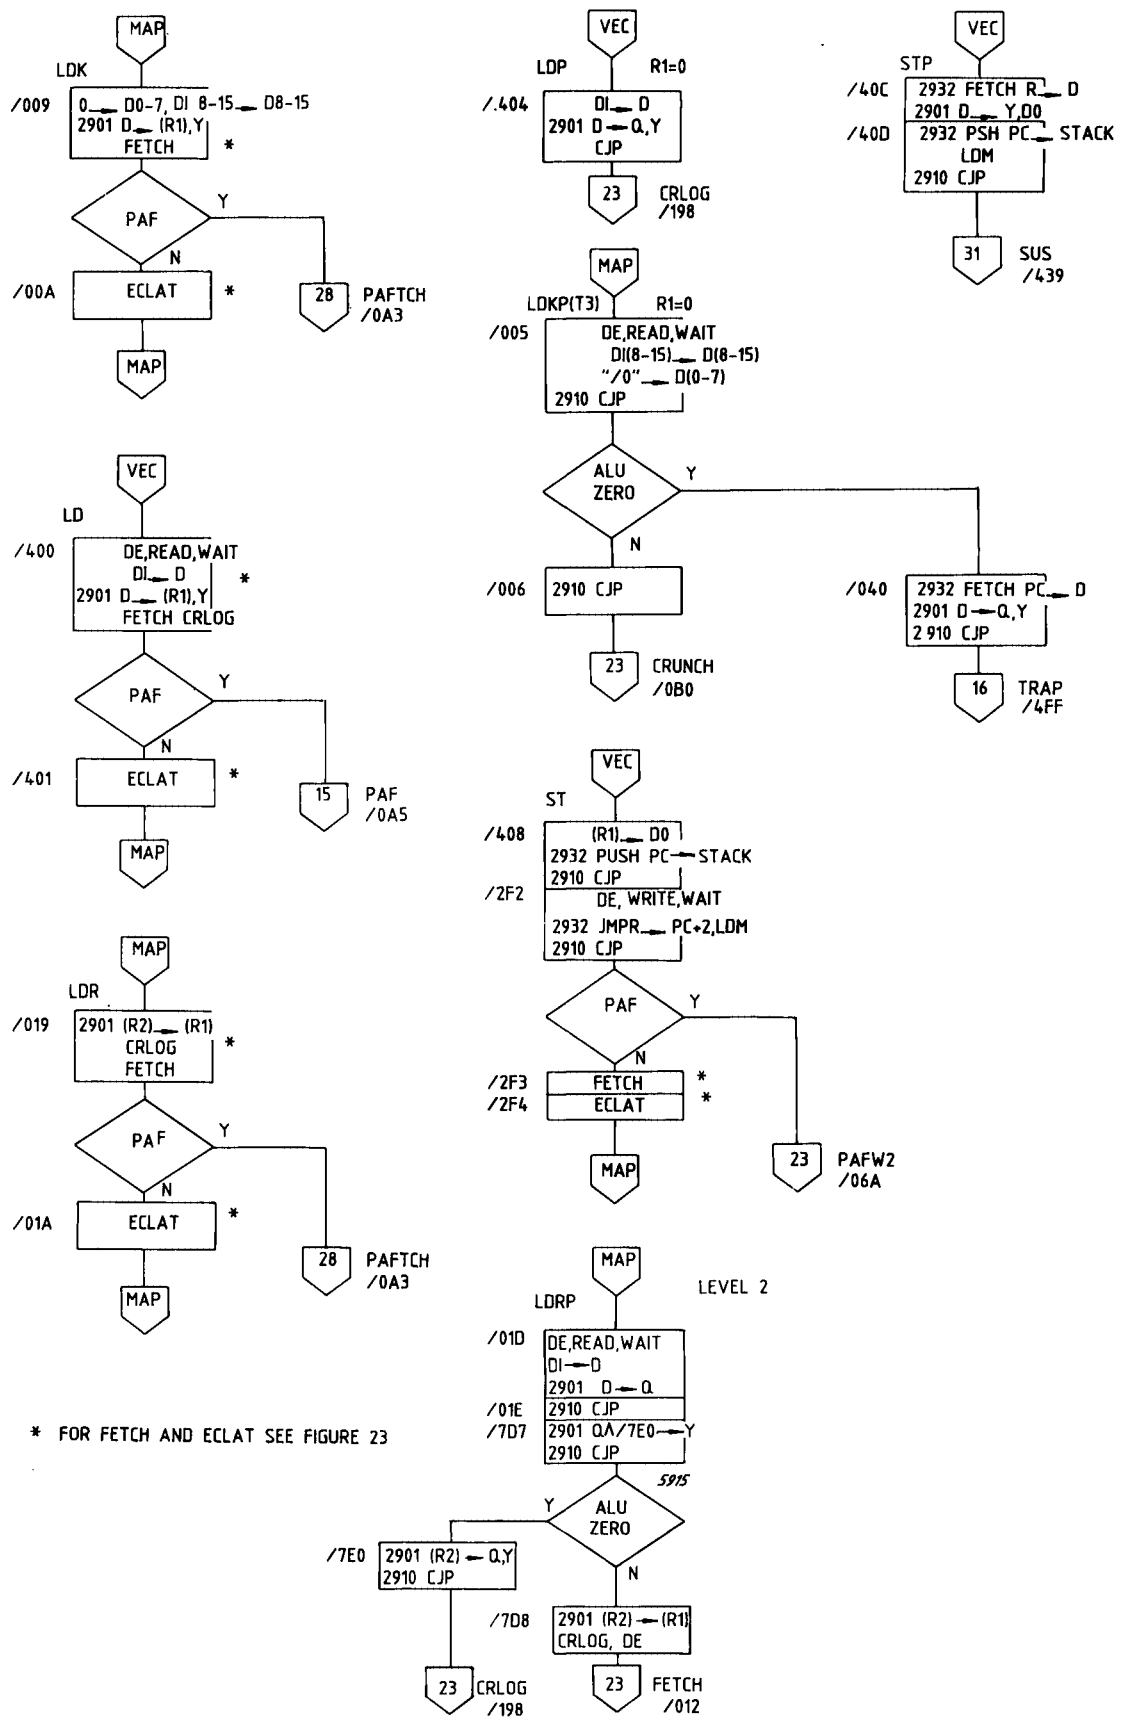 MAP
LDK
/009
0 → D0-7, DI 8-15 → D8-15
2901 D → (R1),Y
FETCH *
PAF
Y
N
/00A
ECLAT *
28 PAFTCH
/0A3
MAP
VEC
LD
/400
DE,READ,WAIT
DI → D *
2901 D → (R1),Y
FETCH CRLOG
PAF
Y
N
/401
ECLAT *
15 PAF
/0A5
MAP
MAP
LDR
/019
2901 (R2) → (R1)
CRLOG *
FETCH
PAF
Y
N
/01A
ECLAT *
28 PAFTCH
/0A3
MAP
* FOR FETCH AND ECLAT SEE FIGURE 23
VEC
LDP R1=0
/.404
DI → D
2901 D → Q,Y
CJP
23 CRLOG
/198
MAP
LDKP(T3) R1=0
/005
DE,READ,WAIT
DI(8-15) → D(8-15)
"/0" → D(0-7)
2910 CJP
ALU
ZERO
Y
N
/006
2910 CJP
23 CRUNCH
/0B0
/040
2932 FETCH PC → D
2901 D → Q,Y
2910 CJP
16 TRAP
/4FF
VEC
STP
/40C
2932 FETCH R → D
2901 D → Y,D0
/40D
2932 PSH PC → STACK
LDM
2910 CJP
31 SUS
/439
VEC
ST
/408
(R1) → D0
2932 PUSH PC → STACK
2910 CJP
/2F2
DE, WRITE,WAIT
2932 JMPR → PC+2,LDM
2910 CJP
PAF
Y
N
/2F3
FETCH *
/2F4
ECLAT *
MAP
23 PAFW2
/06A
MAP
LEVEL 2
LDRP
/01D
DE,READ,WAIT
DI → D
2901 D → Q
/01E
2910 CJP
/7D7
2901 QΛ/7E0 → Y
2910 CJP
5915
ALU
ZERO
Y
N
/7E0
2901 (R2) → Q,Y
2910 CJP
23 CRLOG
/198
/7D8
2901 (R2) → (R1)
CRLOG, DE
23 FETCH
/012